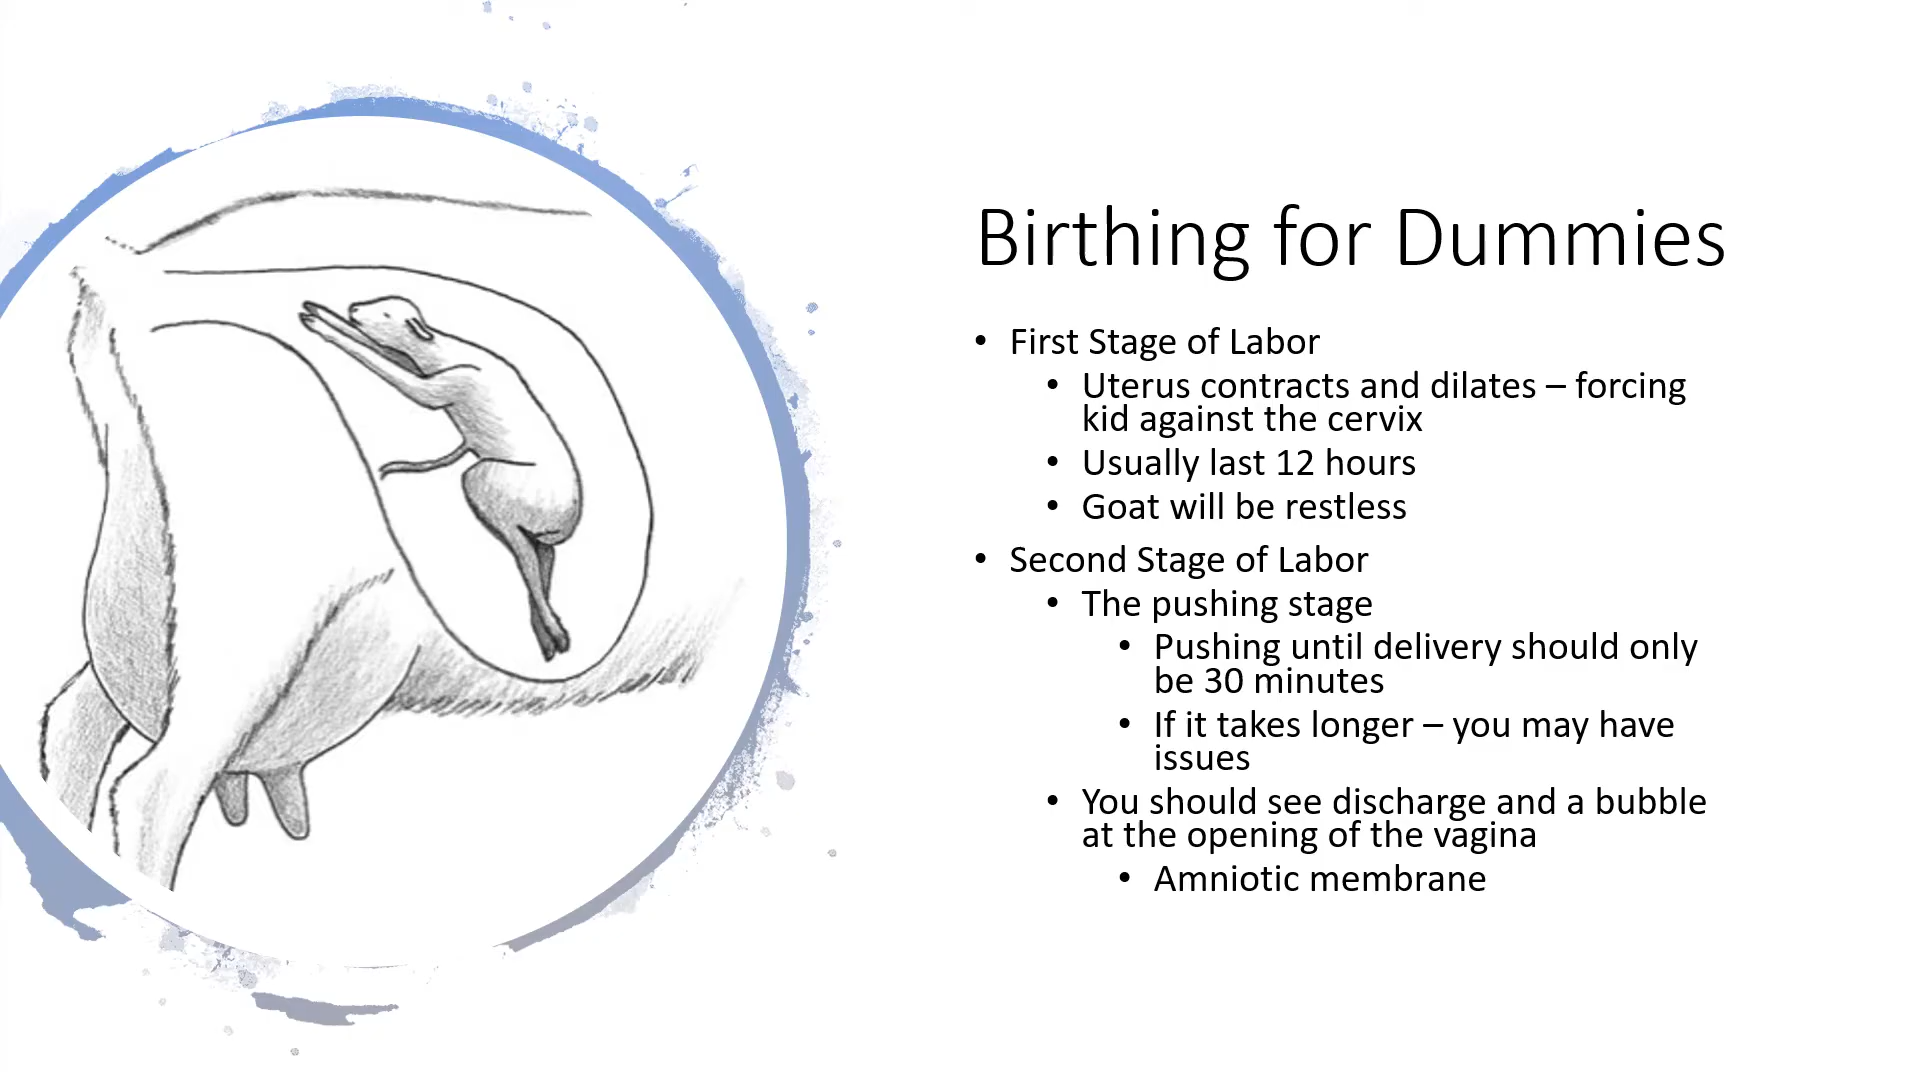 Birthing for Dummies
• First Stage of Labor
• Uterus contracts and dilates – forcing
kid against the cervix
• Usually last 12 hours
• Goat will be restless
• Second Stage of Labor
• The pushing stage
• Pushing until delivery should only
be 30 minutes
• If it takes longer – you may have
issues
• You should see discharge and a bubble
at the opening of the vagina
• Amniotic membrane